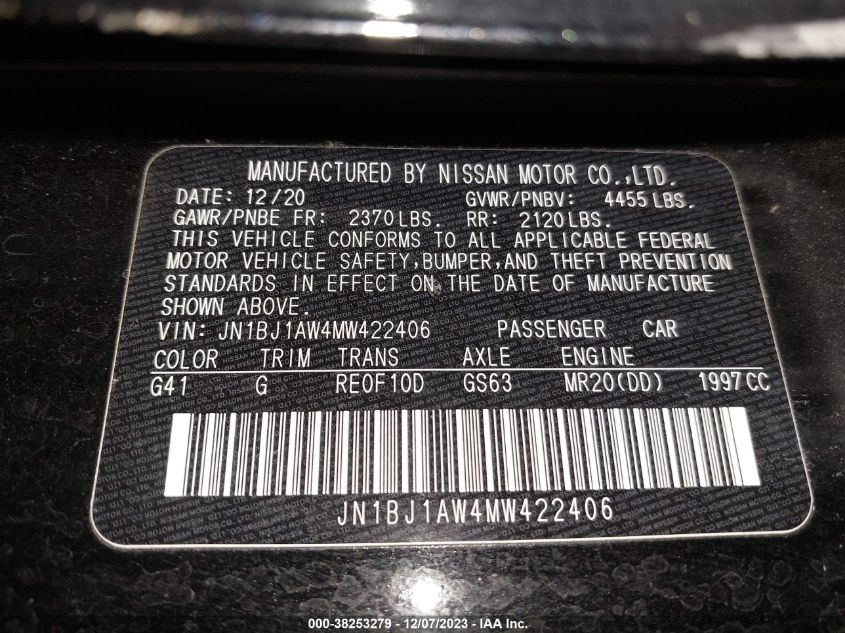 MANUFACTURED BY NISSAN MOTOR CO.,LTD.
DATE: 12/20 GVWR/PNBV: 4455 LBS.
GAWR/PNBE FR: 2370 LBS. RR: 2120 LBS.
THIS VEHICLE CONFORMS TO ALL APPLICABLE FEDERAL
MOTOR VEHICLE SAFETY, BUMPER, AND THEFT PREVENTION
STANDARDS IN EFFECT ON THE DATE OF MANUFACTURE
SHOWN ABOVE.
VIN: JN1BJ1AW4MW422406 PASSENGER CAR
COLOR TRIM TRANS AXLE ENGINE
G41 G RE0F10D GS63 MR20(DD) 1997CC
JN1BJ1AW4MW422406
000-38253279 - 12/07/2023 - IAA Inc.